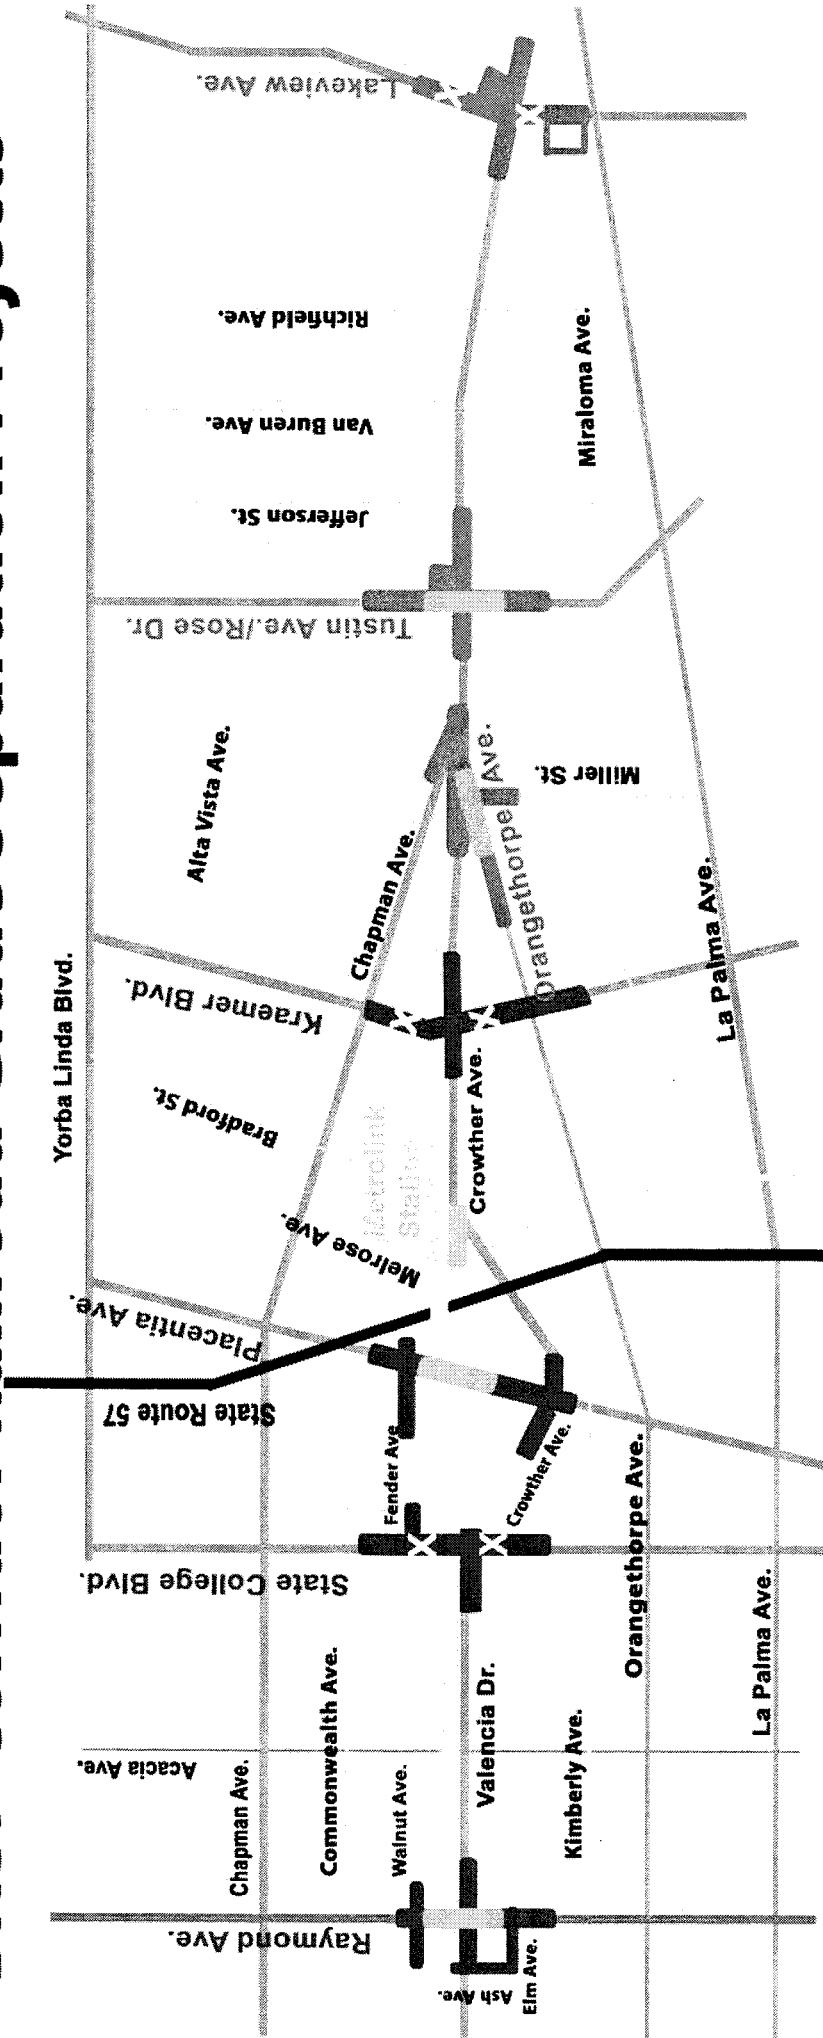 Lakeview Ave.
Richfield Ave.
Van Buren Ave.
Miraloma Ave.
Jefferson St.
Tustin Ave./Rose Dr.
Alta Vista Ave.
Orangethorpe Ave.
Miller St.
Chapman Ave.
La Palma Ave.
Kraemer Blvd.
Yorba Linda Blvd.
Bradford St.
Metrolink
Crowther Ave.
Melrose Ave.
Placentia Ave.
State Route 57
Fender Ave
Crowther Ave.
Orangethorpe Ave.
State College Blvd.
La Palma Ave.
Commonwealth Ave.
Valencia Dr.
Kimberly Ave.
Acacia Ave.
Chapman Ave.
Walnut Ave.
Raymond Ave.
Ash Ave.
Elm Ave.